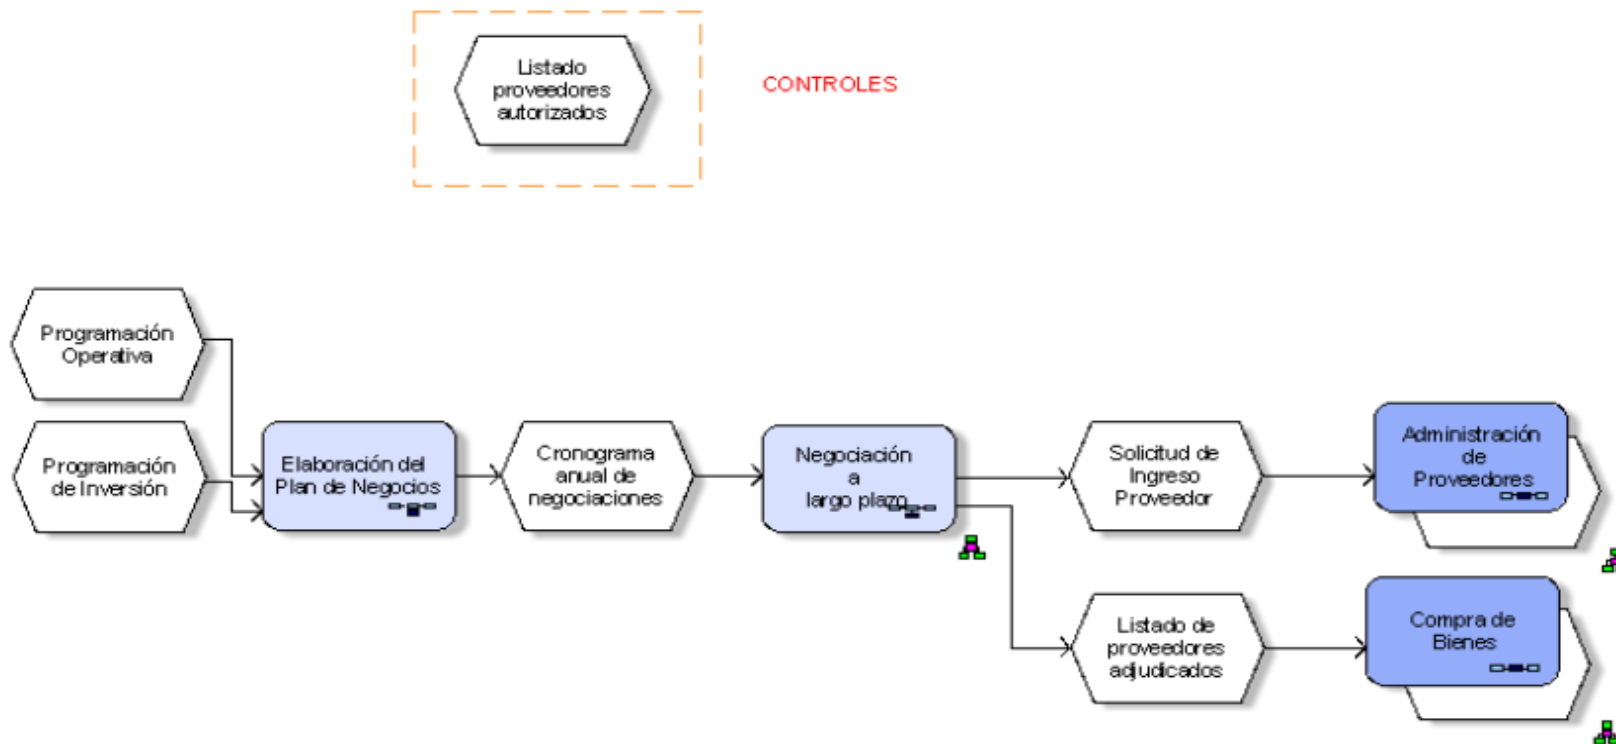 Listado
proveedores
autorizados
CONTROLES
Programación
Operativa
Programación
de Inversión
Elaboración del
Plan de Negocios
Cronograma
anual de
negociaciones
Negociación
a
largo plazo
Solicitud de
Ingreso
Proveedor
Administración
de
Proveedores
Listado de
proveedores
adjudicados
Compra de
Bienes